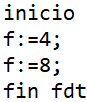 inicio
f:=4;
f:=8;
fin fdt